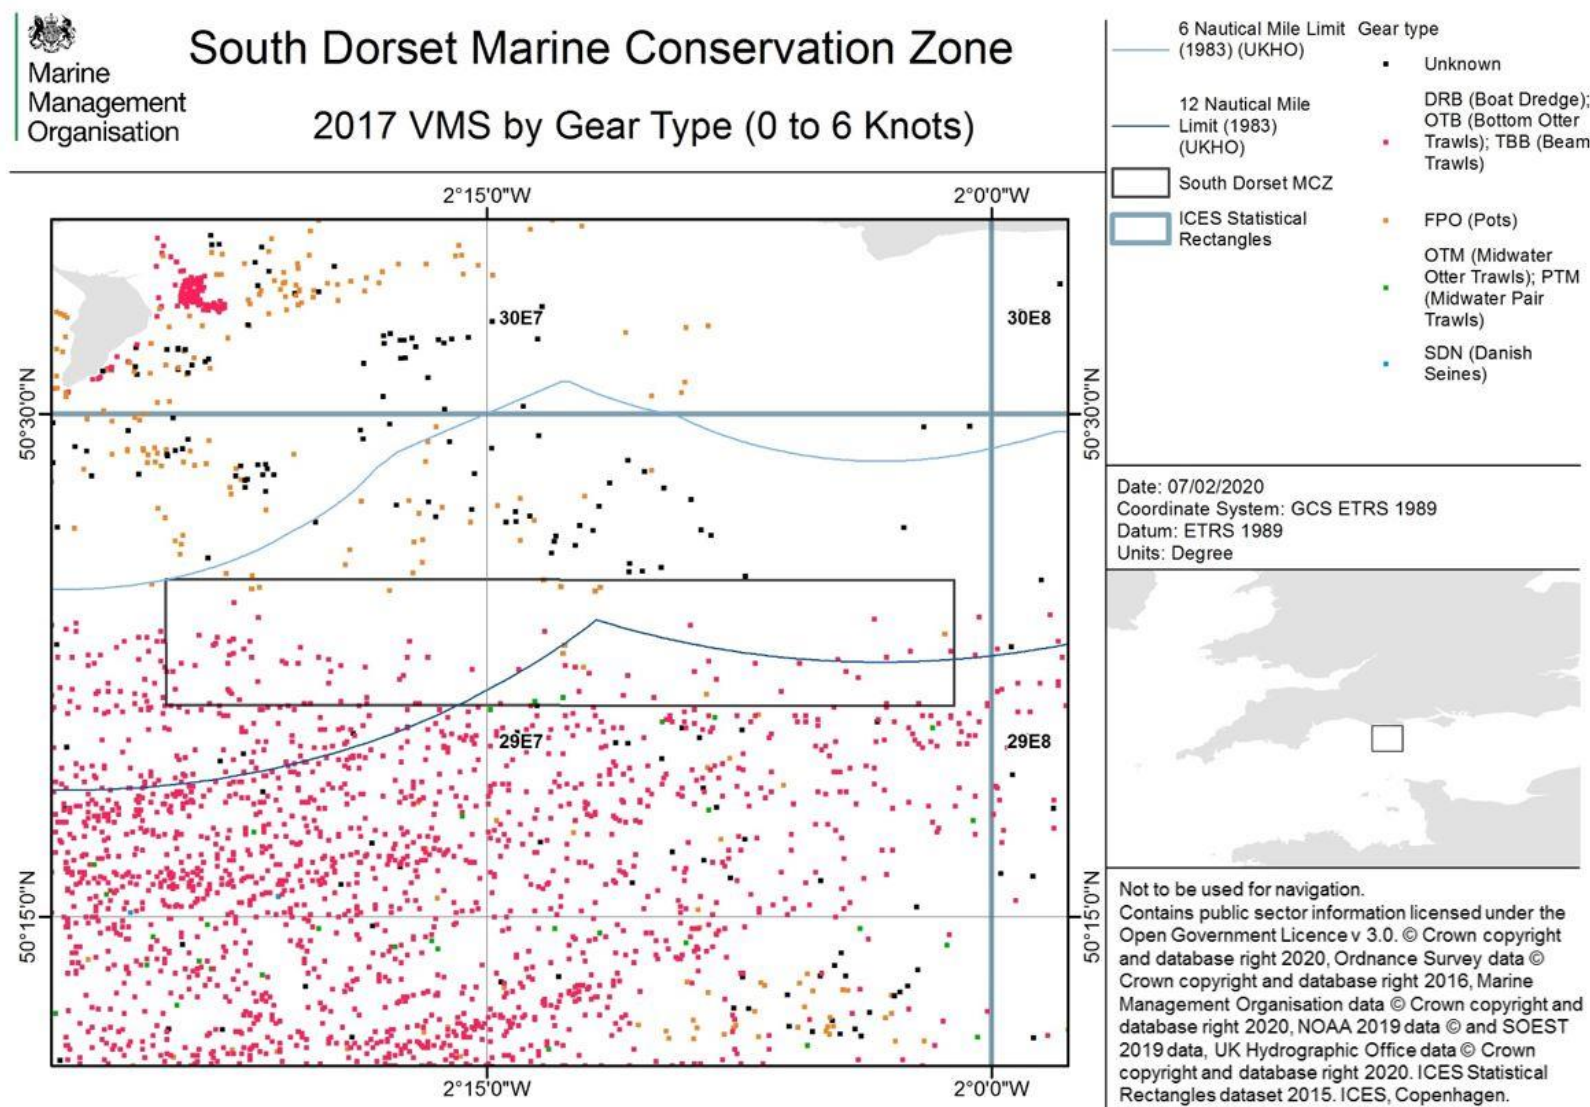 Marine
Management
Organisation
South Dorset Marine Conservation Zone
2017 VMS by Gear Type (0 to 6 Knots)
2°15'0"W
2°0'0"W
30E7
30E8
50°30'0"N
50°30'0"N
29E7
29E8
50°15'0"N
50°15'0"N
2°15'0"W
2°0'0"W
6 Nautical Mile Limit
(1983) (UKHO)
12 Nautical Mile
Limit (1983)
(UKHO)
South Dorset MCZ
ICES Statistical
Rectangles
Gear type
Unknown
DRB (Boat Dredge);
OTB (Bottom Otter
Trawls); TBB (Beam
Trawls)
FPO (Pots)
OTM (Midwater
Otter Trawls); PTM
(Midwater Pair
Trawls)
SDN (Danish
Seines)
Date: 07/02/2020
Coordinate System: GCS ETRS 1989
Datum: ETRS 1989
Units: Degree
Not to be used for navigation.
Contains public sector information licensed under the
Open Government Licence v 3.0. © Crown copyright
and database right 2020, Ordnance Survey data ©
Crown copyright and database right 2016, Marine
Management Organisation data © Crown copyright and
database right 2020, NOAA 2019 data © and SOEST
2019 data, UK Hydrographic Office data © Crown
copyright and database right 2020. ICES Statistical
Rectangles dataset 2015. ICES, Copenhagen.